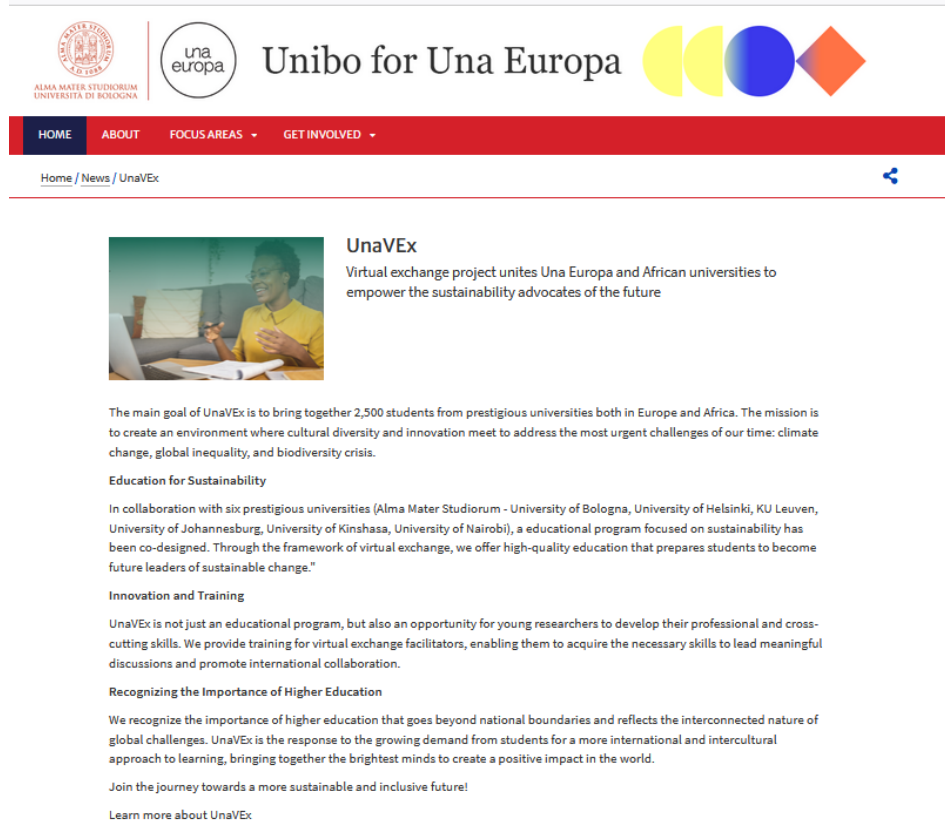 ALMA MATER STUDIORUM
A.D. 1088
ALMA MATER STUDIORUM
UNIVERSITÀ DI BOLOGNA
una
europa
Unibo for Una Europa
HOME ABOUT FOCUS AREAS GET INVOLVED
Home / News / UnaVEx
UnaVEx
Virtual exchange project unites Una Europa and African universities to
empower the sustainability advocates of the future
The main goal of UnaVEx is to bring together 2,500 students from prestigious universities both in Europe and Africa. The mission is
to create an environment where cultural diversity and innovation meet to address the most urgent challenges of our time: climate
change, global inequality, and biodiversity crisis.
Education for Sustainability
In collaboration with six prestigious universities (Alma Mater Studiorum - University of Bologna, University of Helsinki, KU Leuven,
University of Johannesburg, University of Kinshasa, University of Nairobi), a educational program focused on sustainability has
been co-designed. Through the framework of virtual exchange, we offer high-quality education that prepares students to become
future leaders of sustainable change."
Innovation and Training
UnaVEx is not just an educational program, but also an opportunity for young researchers to develop their professional and cross-
cutting skills. We provide training for virtual exchange facilitators, enabling them to acquire the necessary skills to lead meaningful
discussions and promote international collaboration.
Recognizing the Importance of Higher Education
We recognize the importance of higher education that goes beyond national boundaries and reflects the interconnected nature of
global challenges. UnaVEx is the response to the growing demand from students for a more international and intercultural
approach to learning, bringing together the brightest minds to create a positive impact in the world.
Join the journey towards a more sustainable and inclusive future!
Learn more about UnaVEx